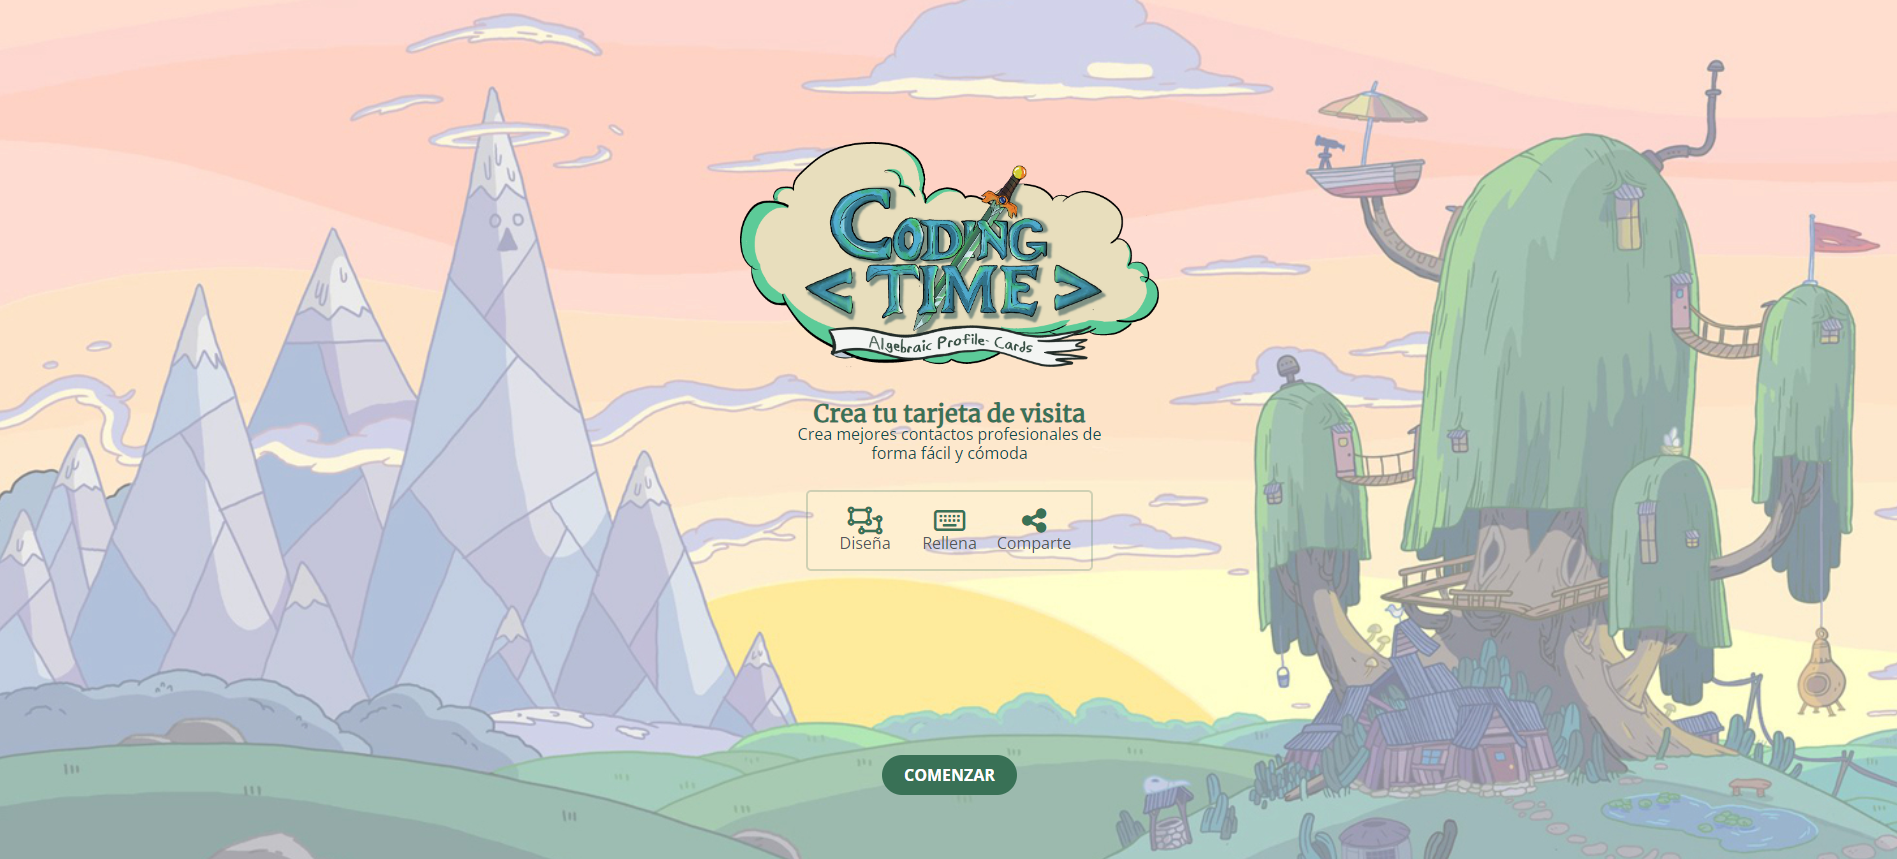 CODING
<TIME>
Algebraic Profile-Cards
Crea tu tarjeta de visita
Crea mejores contactos profesionales de
forma fácil y cómoda
Diseña Rellena Comparte
COMENZAR